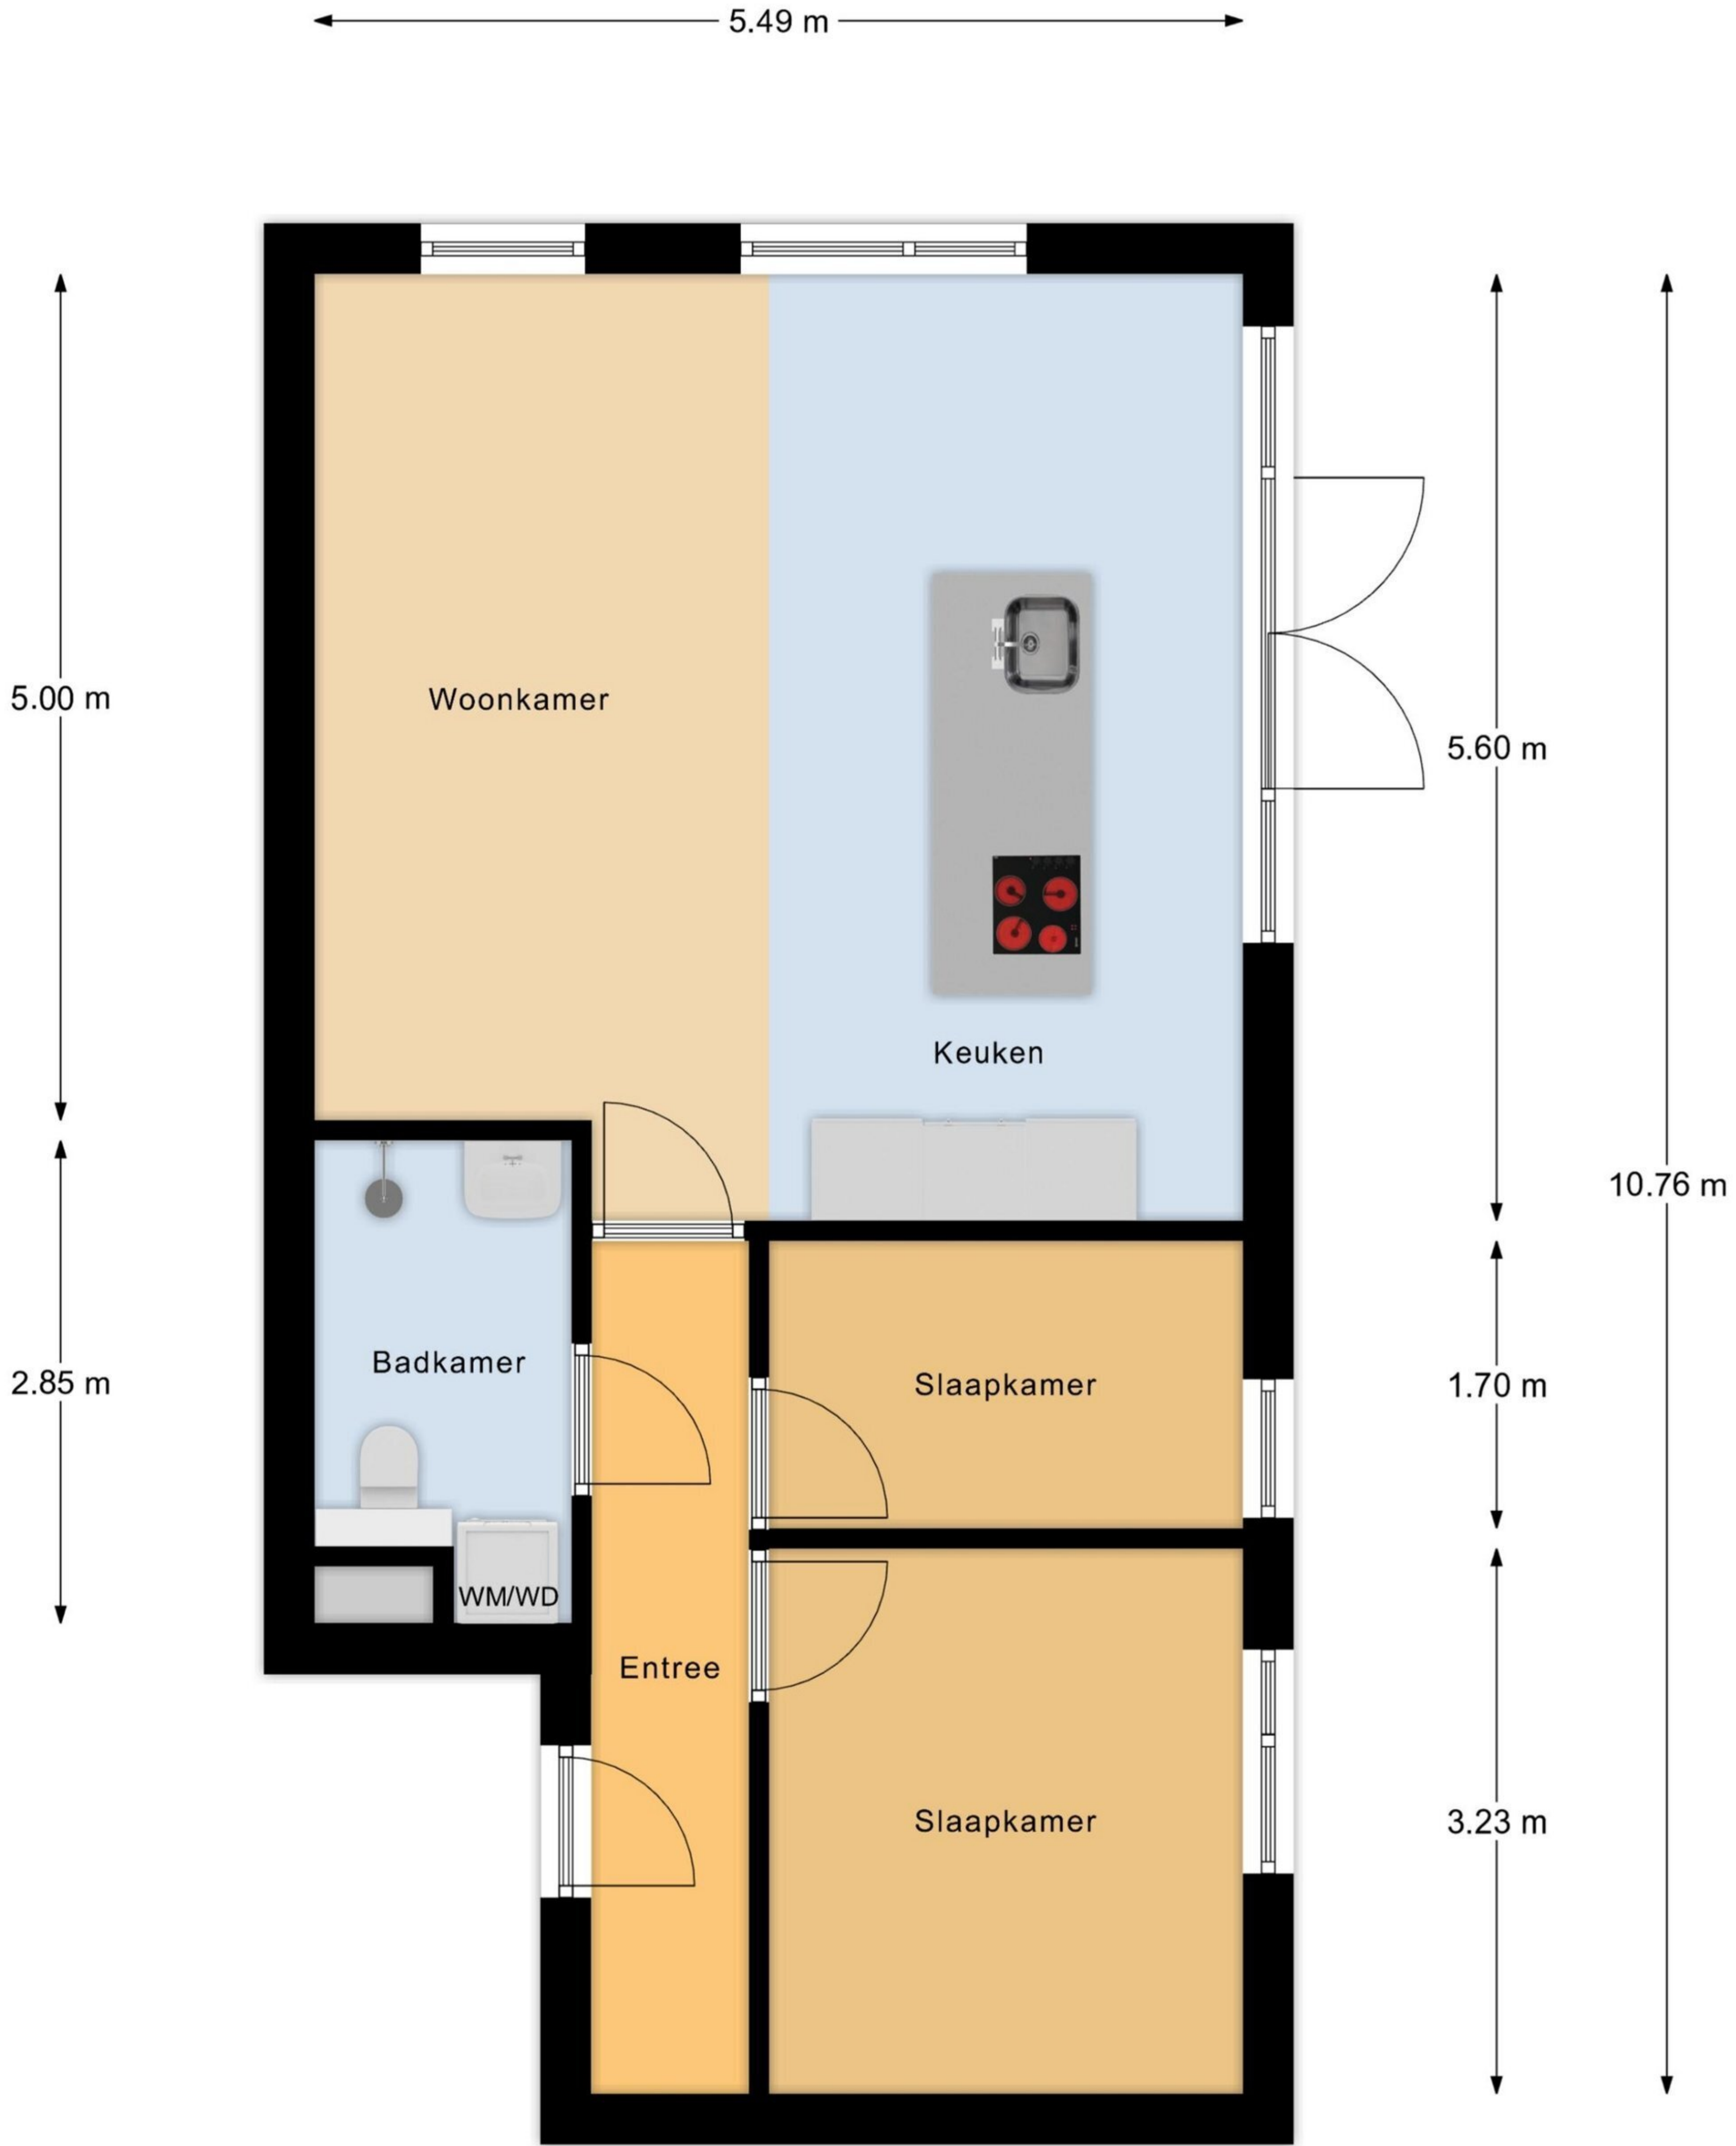 5.49 m
5.00 m
Woonkamer
5.60 m
Keuken
10.76 m
Badkamer
2.85 m
Slaapkamer
1.70 m
WM/WD
Entree
Slaapkamer
3.23 m